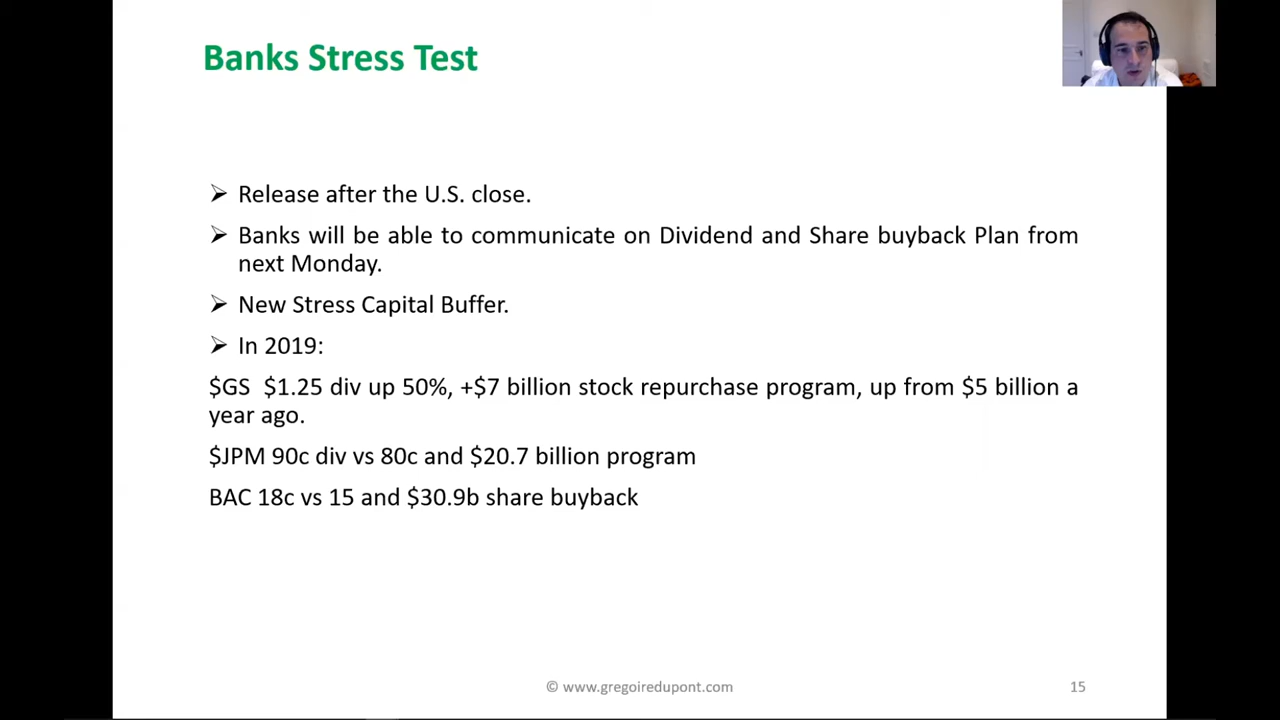 Banks Stress Test
➢ Release after the U.S. close.
➢ Banks will be able to communicate on Dividend and Share buyback Plan from
next Monday.
➢ New Stress Capital Buffer.
➢ In 2019:
$GS $1.25 div up 50%, +$7 billion stock repurchase program, up from $5 billion a
year ago.
$JPM 90c div vs 80c and $20.7 billion program
BAC 18c vs 15 and $30.9b share buyback
© www.gregoiredupont.com
15